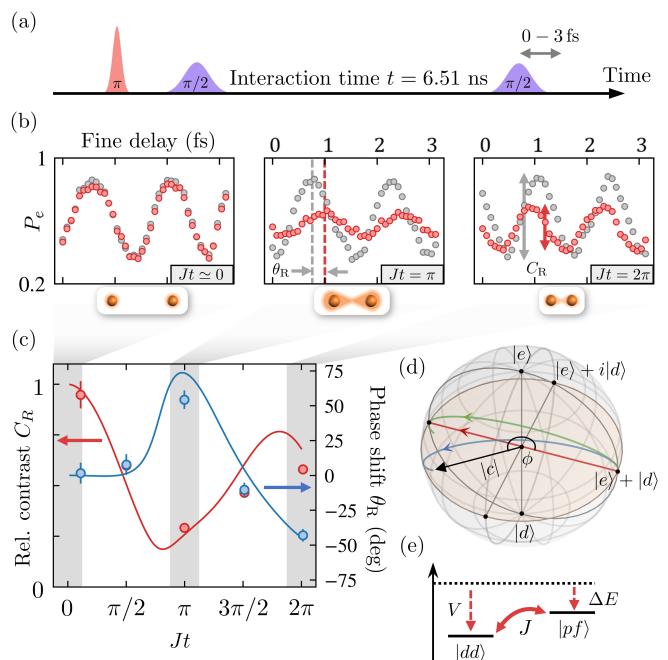 (a)
0 – 3 fs
π
π/2
Interaction time t = 6.51 ns
π/2
Time
(b)
Fine delay (fs)
0 1 2 3
0 1 2 3
1
P_e
0.2
Jt ≃ 0
θ_R
Jt = π
C_R
Jt = 2π
(c)
1
0
Rel. contrast C_R
75
50
25
0
−25
−50
−75
Phase shift θ_R (deg)
0 π/2 π 3π/2 2π
Jt
(d)
|e⟩
|e⟩ + i|d⟩
|c⟩
ϕ
|e⟩ + |d⟩
|d⟩
(e)
V
J
ΔE
|pf⟩
|dd⟩